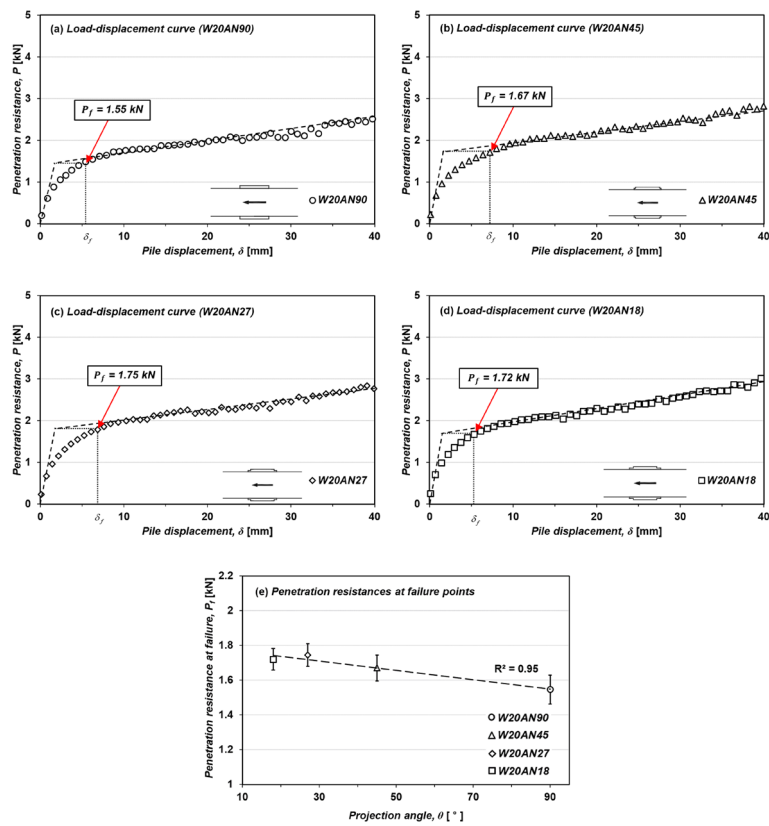 (a) Load-displacement curve (W20AN90)
Penetration resistance, P [kN]
5
4
3
2
1
0
P_f = 1.55 kN
W20AN90
0
δ_f
10
20
30
40
Pile displacement, δ [mm]
(b) Load-displacement curve (W20AN45)
Penetration resistance, P [kN]
5
4
3
2
1
0
P_f = 1.67 kN
W20AN45
0
δ_f
10
20
30
40
Pile displacement, δ [mm]
(c) Load-displacement curve (W20AN27)
Penetration resistance, P [kN]
5
4
3
2
1
0
P_f = 1.75 kN
W20AN27
0
δ_f
10
20
30
40
Pile displacement, δ [mm]
(d) Load-displacement curve (W20AN18)
Penetration resistance, P [kN]
5
4
3
2
1
0
P_f = 1.72 kN
W20AN18
0
δ_f
10
20
30
40
Pile displacement, δ [mm]
(e) Penetration resistances at failure points
Penetration resistance at failure, P_f [kN]
2.2
2
1.8
1.6
1.4
1.2
1
R² = 0.95
W20AN90
W20AN45
W20AN27
W20AN18
10
30
50
70
90
Projection angle, θ [ ° ]